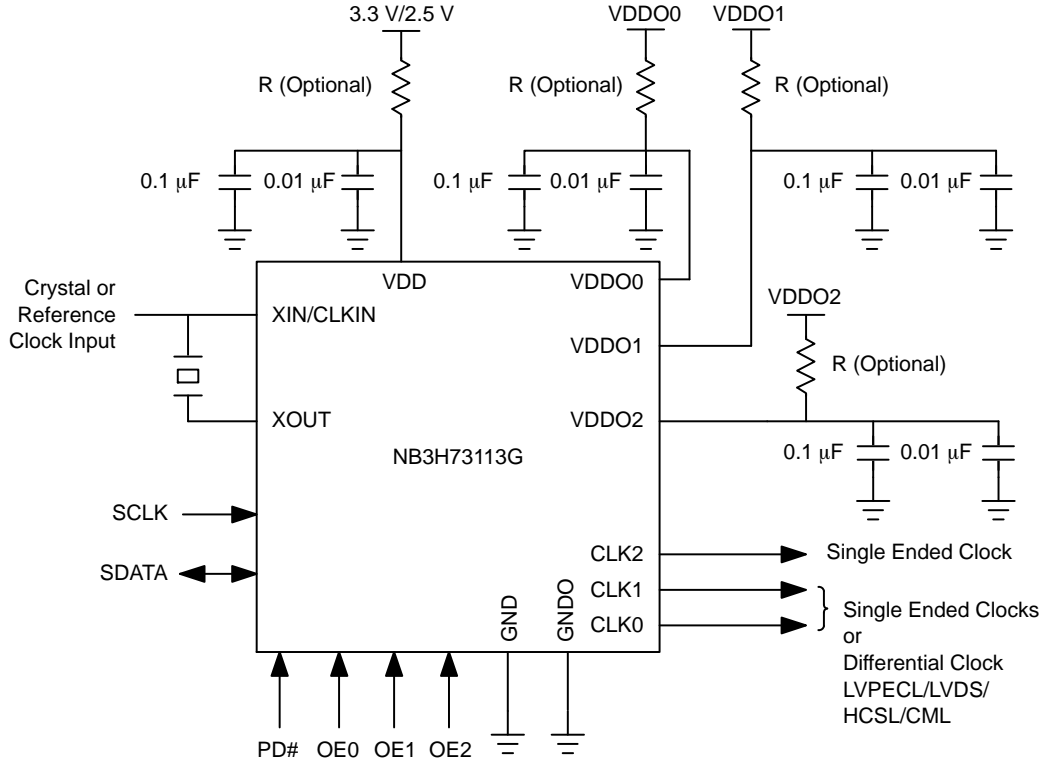 3.3 V/2.5 V
VDDO0
VDDO1
R (Optional)
R (Optional)
R (Optional)
0.1 μF
0.01 μF
0.1 μF
0.01 μF
0.1 μF
0.01 μF
Crystal or
Reference
Clock Input
XIN/CLKIN
VDD
VDDO0
VDDO1
VDDO2
R (Optional)
XOUT
VDDO2
NB3H73113G
0.1 μF
0.01 μF
SCLK
SDATA
CLK2
Single Ended Clock
CLK1
CLK0
GND
GNDO
Single Ended Clocks
or
Differential Clock
LVPECL/LVDS/
HCSL/CML
PD#
OE0
OE1
OE2